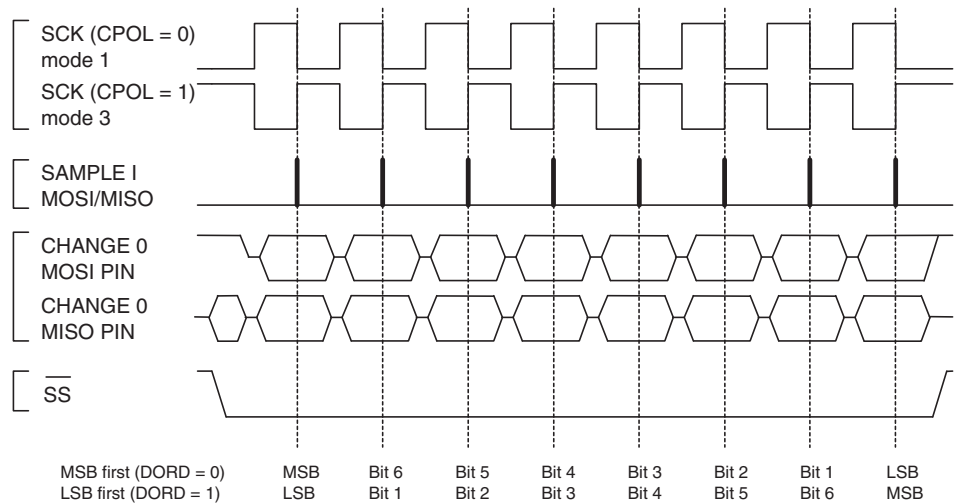 SCK (CPOL = 0)
mode 1
SCK (CPOL = 1)
mode 3
SAMPLE I
MOSI/MISO
CHANGE 0
MOSI PIN
CHANGE 0
MISO PIN
SS
MSB first (DORD = 0) MSB Bit 6 Bit 5 Bit 4 Bit 3 Bit 2 Bit 1 LSB
LSB first (DORD = 1) LSB Bit 1 Bit 2 Bit 3 Bit 4 Bit 5 Bit 6 MSB